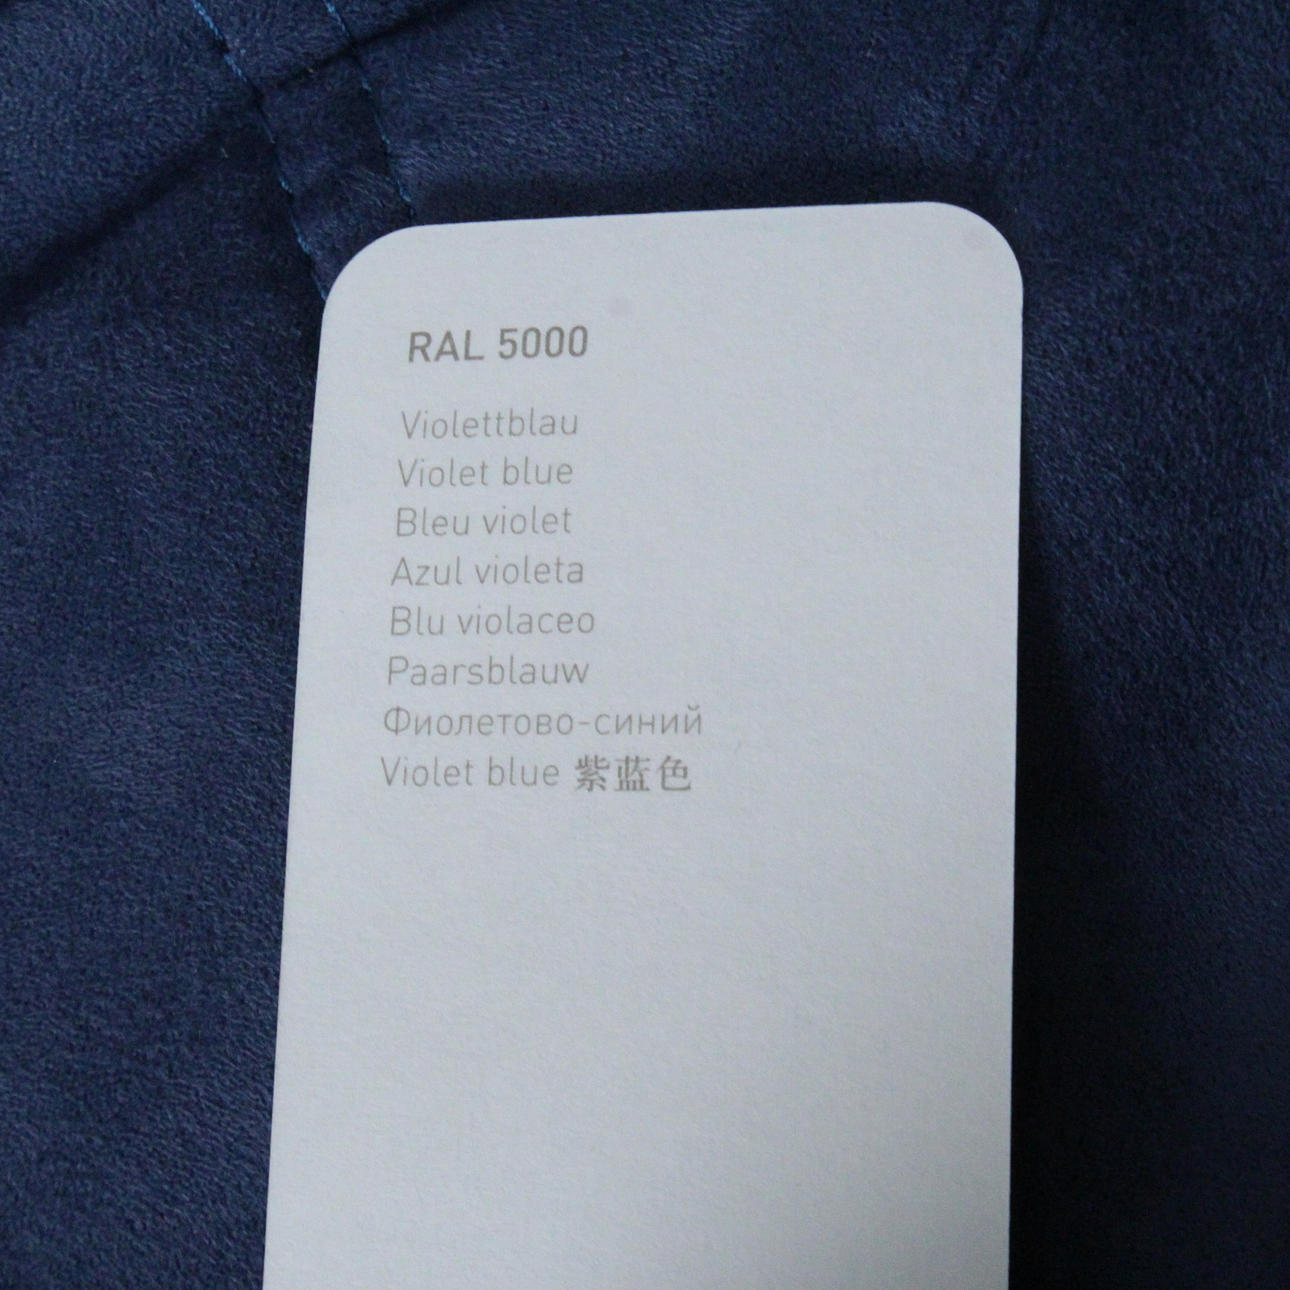 RAL 5000
Violettblau
Violet blue
Bleu violet
Azul violeta
Blu violaceo
Paarsblauw
Фиолетово-синий
Violet blue 紫蓝色